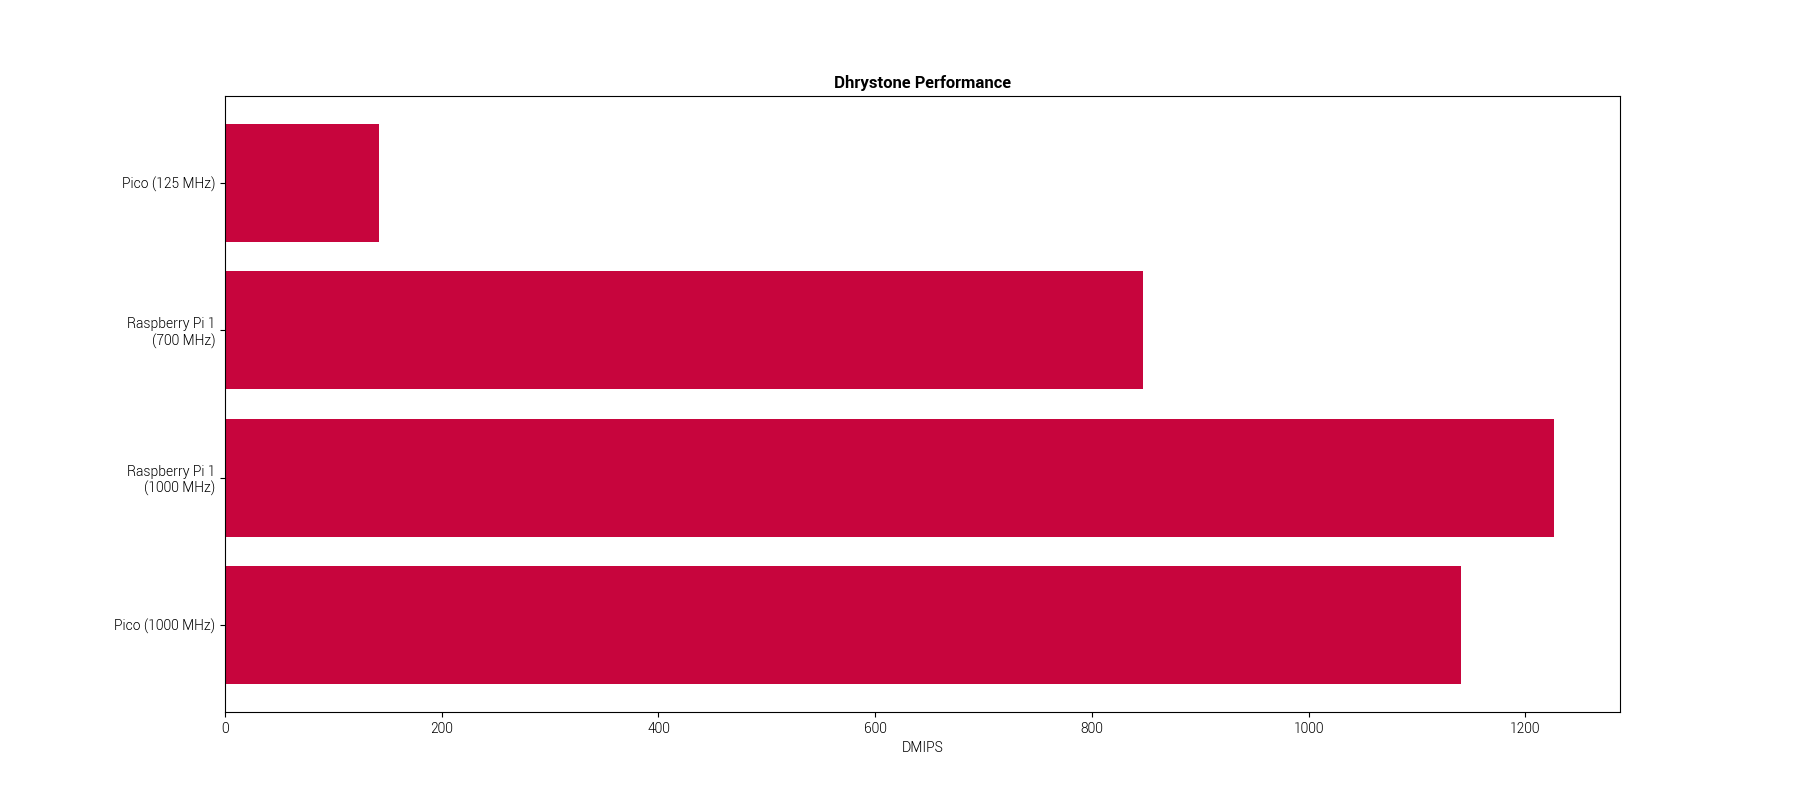 Dhrystone Performance
Pico (125 MHz)
Raspberry Pi 1
(700 MHz)
Raspberry Pi 1
(1000 MHz)
Pico (1000 MHz)
0 200 400 600 800 1000 1200
DMIPS